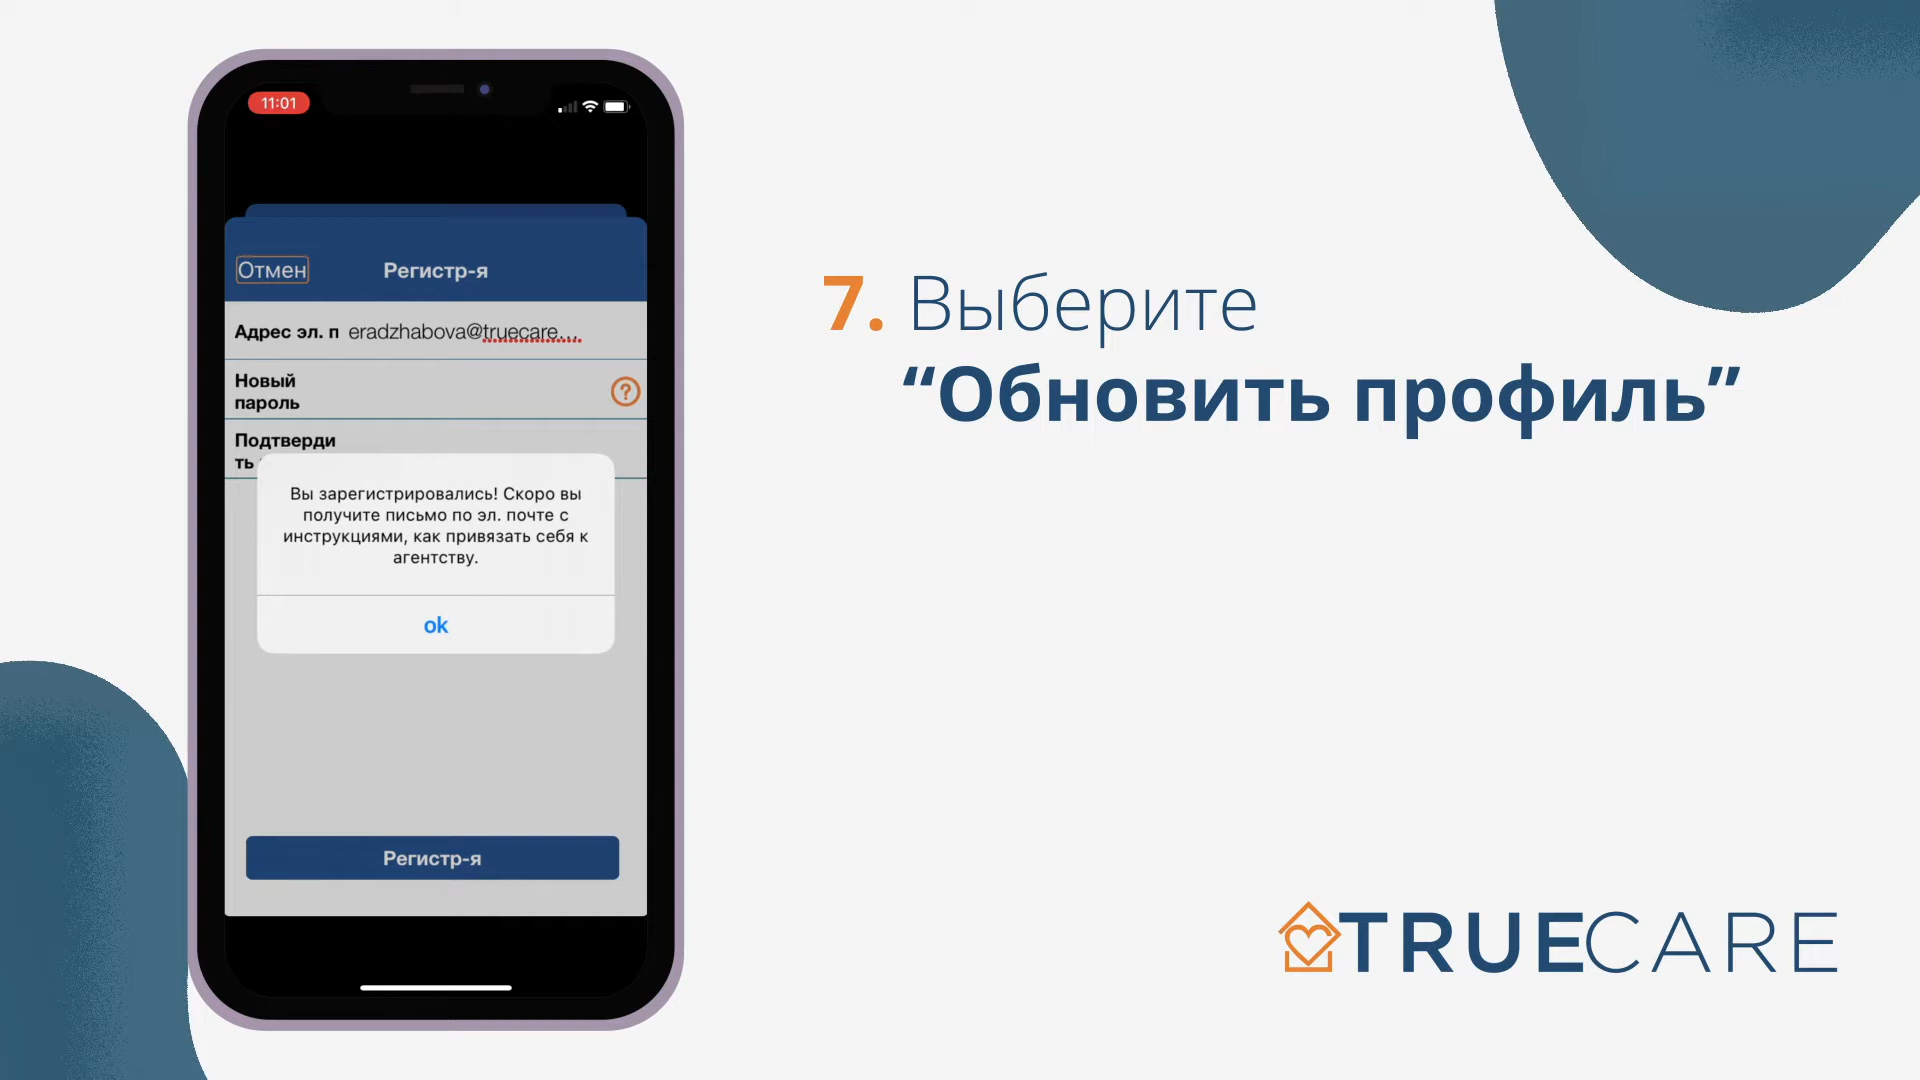 11:01
Отмен
Регистр-я
Адрес эл. п eradzhabova@truecare...
Новый
пароль
?
Подтверди
ть
Вы зарегистрировались! Скоро вы
получите письмо по эл. почте с
инструкциями, как привязать себя к
агентству.
ok
Регистр-я
7. Выберите
“Обновить профиль”
TRUECARE